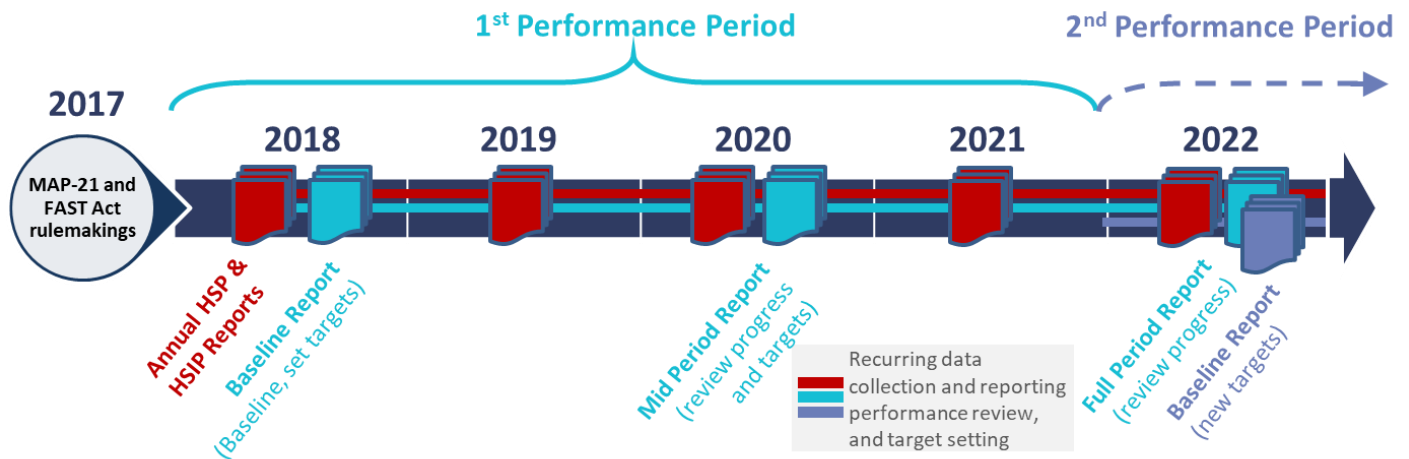 1st Performance Period
2nd Performance Period
2017
2018
2019
2020
2021
2022
MAP-21 and
FAST Act
rulemakings
Annual HSP &
HSIP Reports
Baseline Report
(Baseline, set targets)
Mid Period Report
(review progress
and targets)
Full Period Report
(review progress)
Baseline Report
(new targets)
Recurring data
collection and reporting
performance review,
and target setting